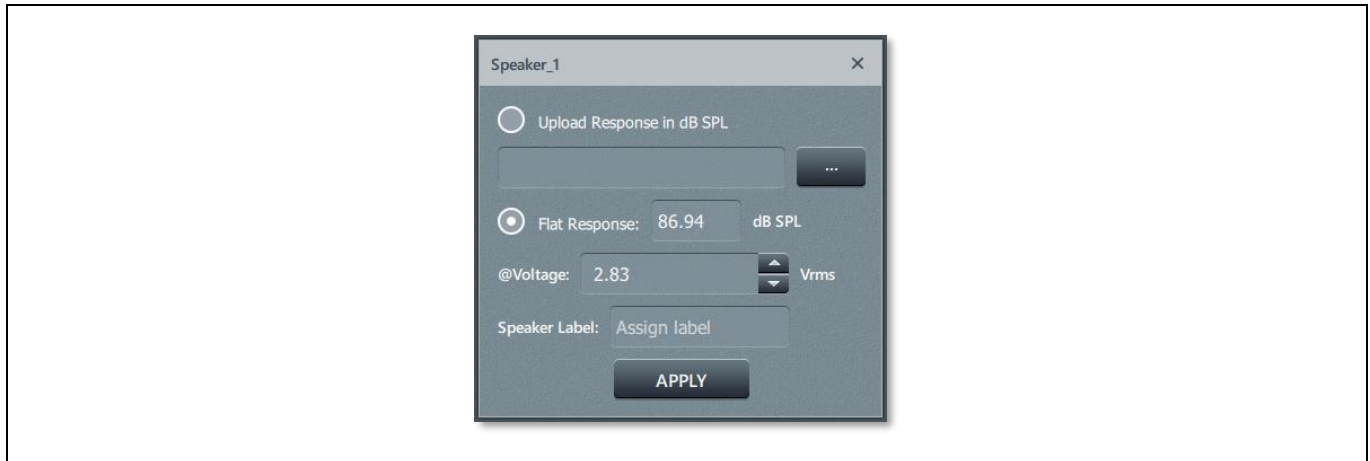 Speaker_1 ×
Upload Response in dB SPL
...
Flat Response: 86.94 dB SPL
@Voltage: 2.83 Vrms
Speaker Label: Assign label
APPLY